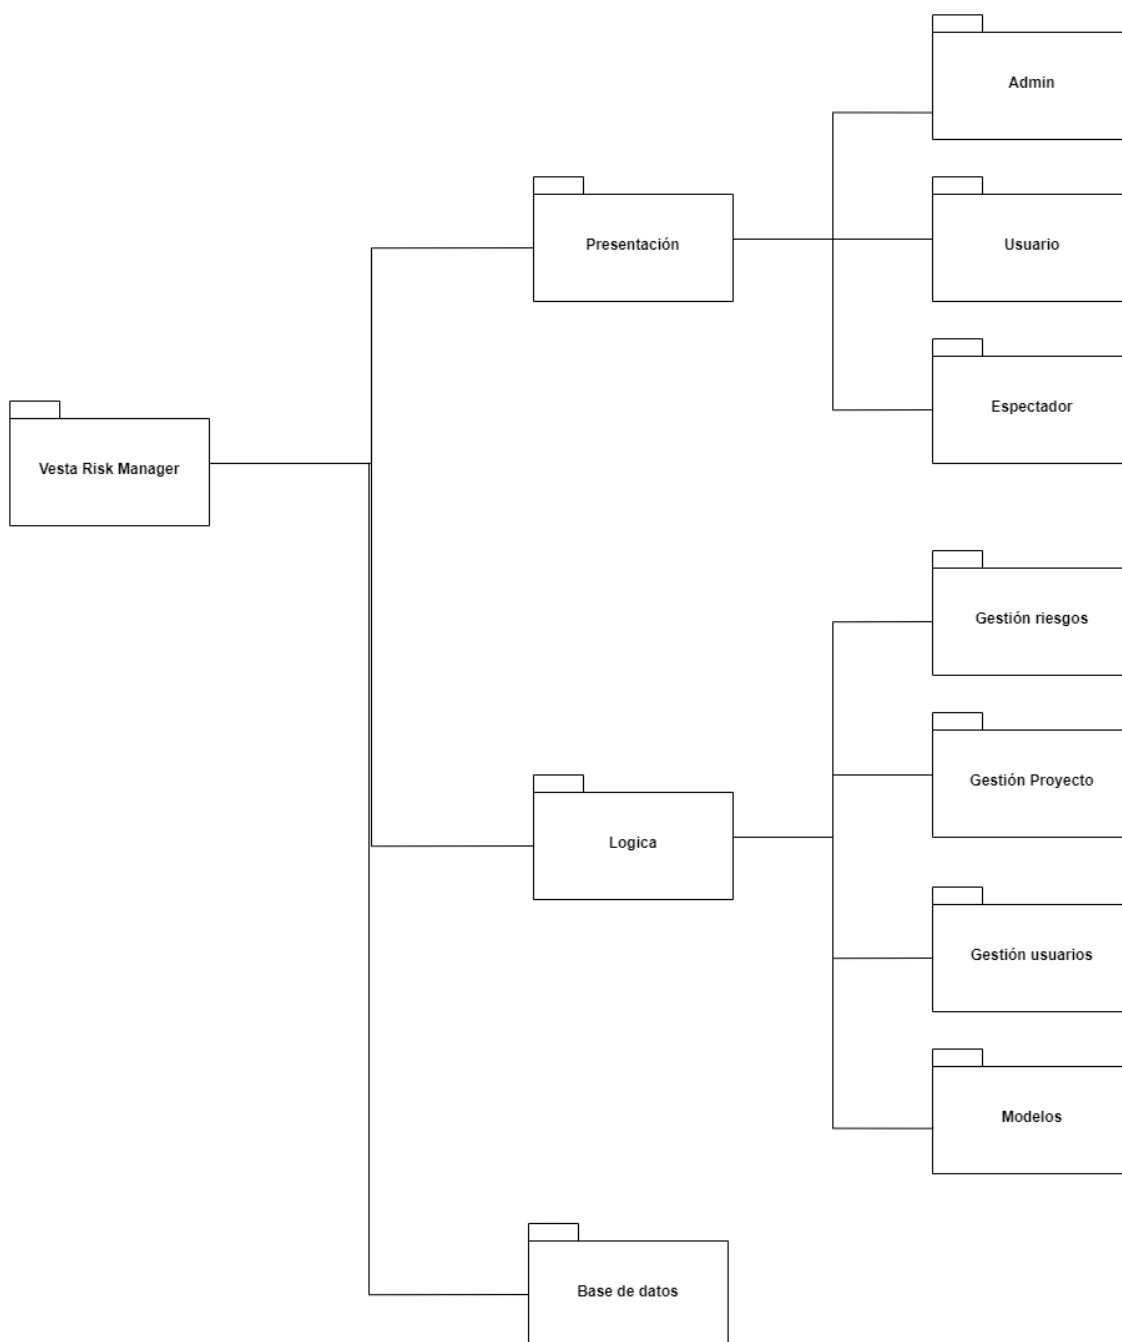 Admin
Presentación
Usuario
Espectador
Vesta Risk Manager
Gestión riesgos
Gestión Proyecto
Logica
Gestión usuarios
Modelos
Base de datos